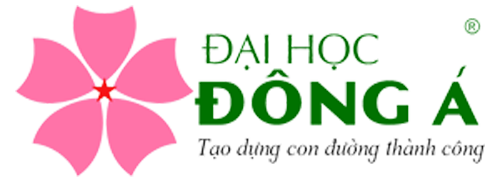 ĐẠI HỌC ®
ĐÔNG Á
Tạo dựng con đường thành công